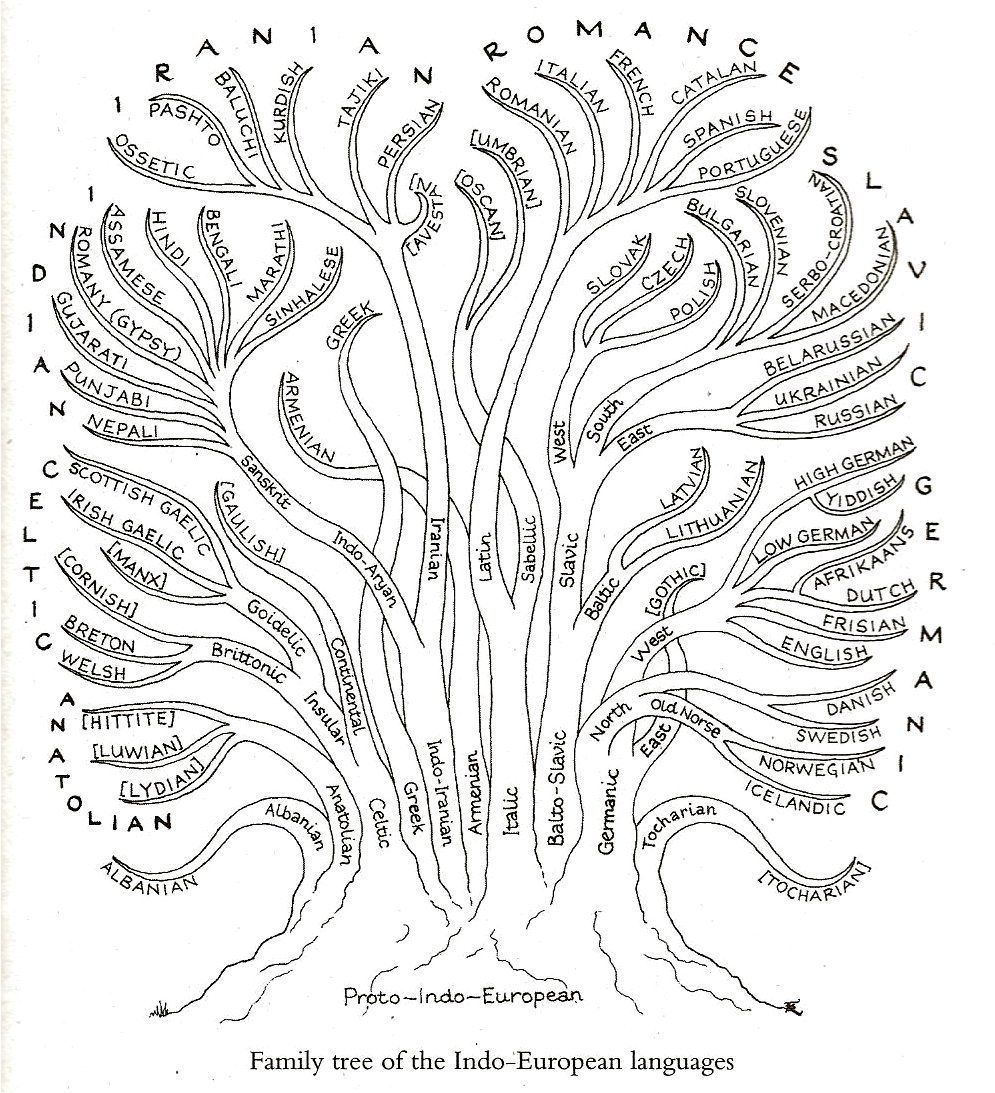 IRANIAN
OSSETIC
PASHTO
BALUCHI
KURDISH
TAJIKI
PERSIAN
[AVESTAN]
ROMANCE
ROMANIAN
ITALIAN
FRENCH
CATALAN
SPANISH
PORTUGUESE
[UMBRIAN]
[OSCAN]
INDIAN
ROMANY (GYPSY)
ASSAMESE
HINDI
BENGALI
MARATHI
SINHALESE
GUJARATI
PUNJABI
NEPALI
GREEK
ARMENIAN
SLAVIC
SLOVAK
CZECH
POLISH
BULGARIAN
SLOVENIAN
SERBO-CROATIAN
MACEDONIAN
BELARUSSIAN
UKRAINIAN
RUSSIAN
West
South
East
Sanskrit
Indo-Aryan
Iranian
Latin
Sabellic
Slavic
Baltic
LATVIAN
LITHUANIAN
CELTIC
SCOTTISH GAELIC
IRISH GAELIC
[MANX]
[GAULISH]
[CORNISH]
BRETON
WELSH
Goidelic
Brittonic
Continental
Insular
GERMANIC
HIGH GERMAN
YIDDISH
LOW GERMAN
AFRIKAANS
DUTCH
FRISIAN
ENGLISH
[GOTHIC]
West
North
Old Norse
East
DANISH
SWEDISH
NORWEGIAN
ICELANDIC
ANATOLIAN
[HITTITE]
[LUWIAN]
[LYDIAN]
Albanian
ALBANIAN
Anatolian
Celtic
Greek
Indo-Iranian
Armenian
Italic
Balto-Slavic
Germanic
Tocharian
[TOCHARIAN]
Proto-Indo-European
Family tree of the Indo-European languages